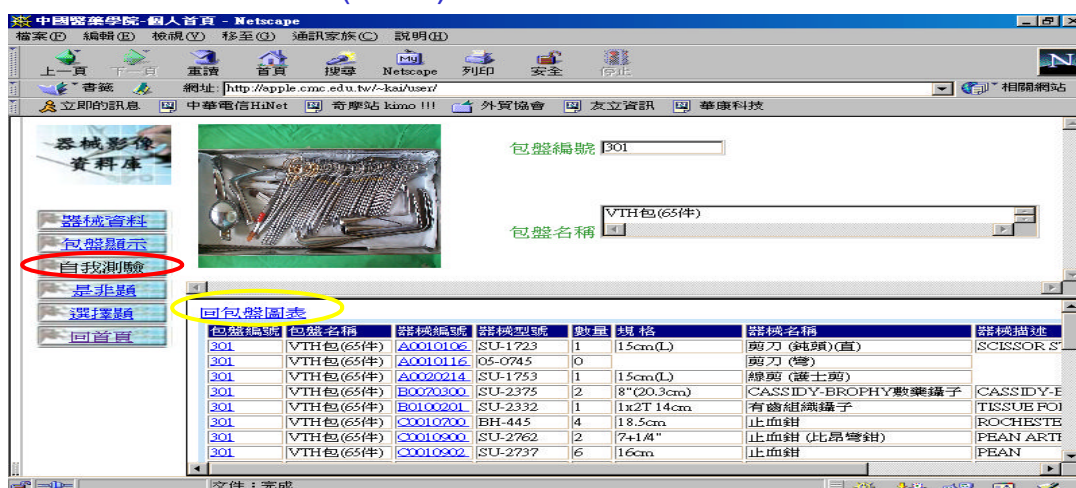 中國醫藥學院-個人首頁 - Netscape
檔案(F) 編輯(E) 檢視(V) 移至(G) 通訊家族(C) 說明(H)
上一頁 下一頁 重讀 首頁 搜尋 Netscape 列印 安全 停止
書籤 網址: http://apple.cmc.edu.tw/~kai/user/ 相關網站
立即的訊息 中華電信HiNet 奇摩站 kimo !!! 外貿協會 友立資訊 華康科技
器械影像
資料庫
器械資料
包盤顯示
自我測驗
是非題
選擇題
回首頁
包盤編號 301
包盤名稱 VTH包(65件)
回包盤圖表
包盤編號 包盤名稱 器械編號 器械型號 數量 規格 器械名稱 器械描述
301 VTH包(65件) A0010106 SU-1723 1 15cm(L) 剪刀 (鈍頭)(直) SCISSOR S
301 VTH包(65件) A0010116 05-0745 0 剪刀 (彎)
301 VTH包(65件) A0020214 SU-1753 1 15cm(L) 線剪 (護士剪)
301 VTH包(65件) B0070300 SU-2375 2 8"(20.3cm) CASSIDY-BROPHY敷藥鑷子 CASSIDY-E
301 VTH包(65件) B0100201 SU-2332 1 1x2T 14cm 有齒組織鑷子 TISSUE FO
301 VTH包(65件) C0010700 BH-445 4 18.5cm 止血鉗 ROCHESTE
301 VTH包(65件) C0010900 SU-2762 2 7+1/4" 止血鉗 (比昂彎鉗) PEAN ART
301 VTH包(65件) C0010902 SU-2737 6 16cm 止血鉗 PEAN
文件：完成